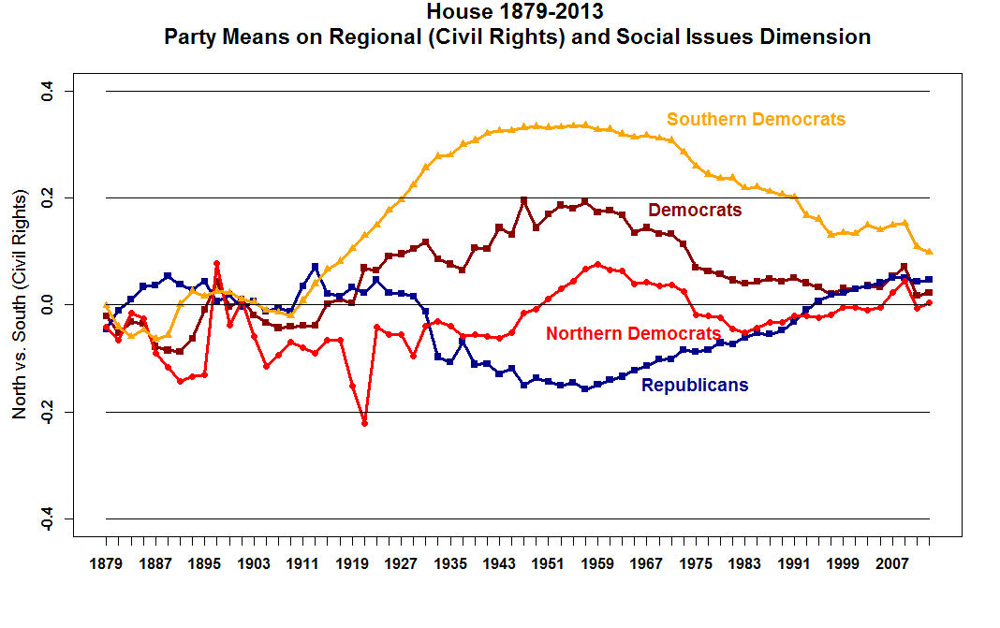 House 1879-2013
Party Means on Regional (Civil Rights) and Social Issues Dimension
North vs. South (Civil Rights)
0.4
0.2
0.0
-0.2
-0.4
Southern Democrats
Democrats
Northern Democrats
Republicans
1879 1887 1895 1903 1911 1919 1927 1935 1943 1951 1959 1967 1975 1983 1991 1999 2007